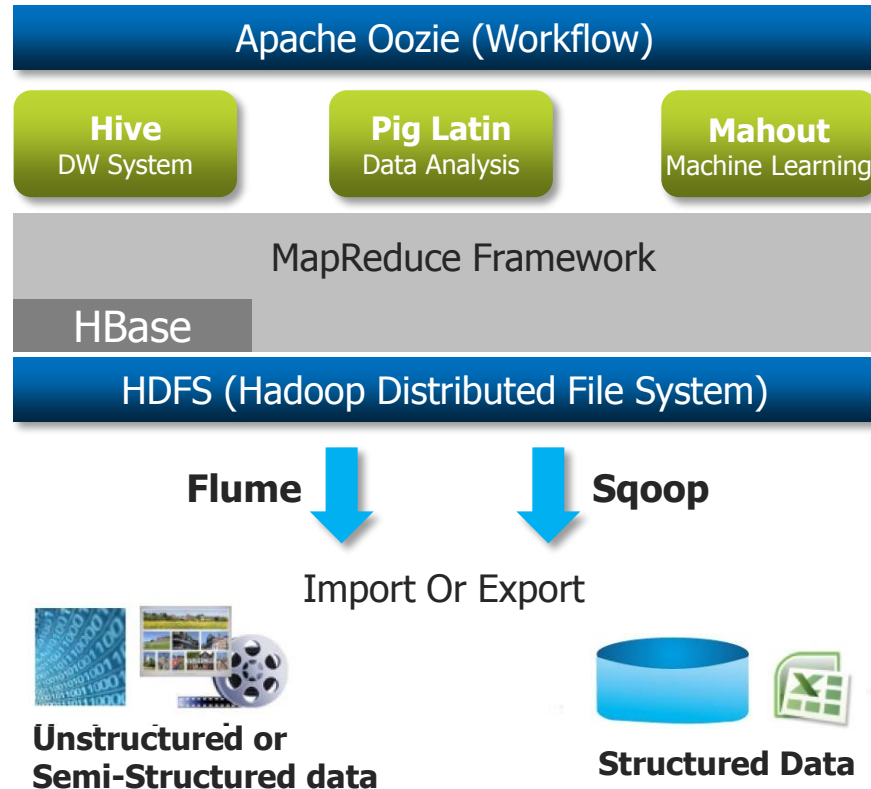 Apache Oozie (Workflow)
Hive
DW System
Pig Latin
Data Analysis
Mahout
Machine Learning
MapReduce Framework
HBase
HDFS (Hadoop Distributed File System)
Flume
Sqoop
Import Or Export
Unstructured or
Semi-Structured data
Structured Data